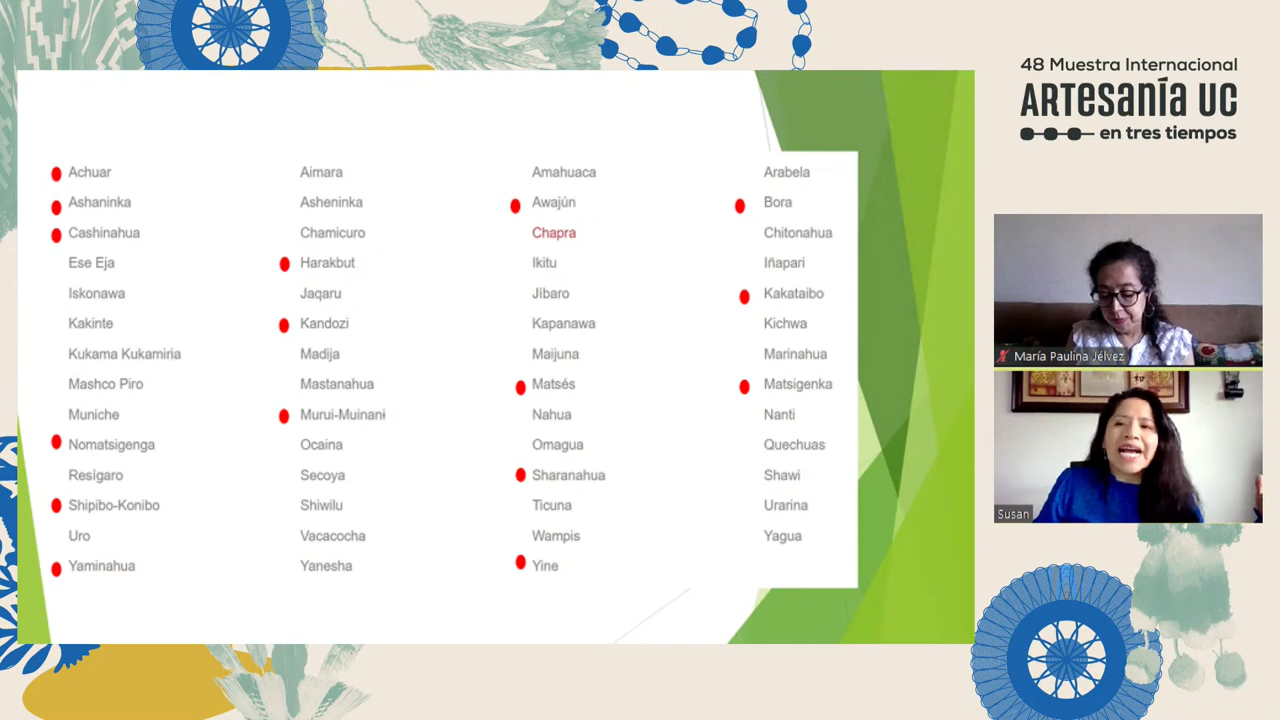 48 Muestra Internacional
ARTesanía UC
en tres tiempos
Achuar Aimara Amahuaca Arabela
Ashaninka Asheninka Awajún Bora
Cashinahua Chamicuro Chapra Chitonahua
Ese Eja Harakbut Ikitu Iñapari
Iskonawa Jaqaru Jíbaro Kakataibo
Kakinte Kandozi Kapanawa Kichwa
Kukama Kukamiria Madija Maijuna Marinahua
Mashco Piro Mastanahua Matsés Matsigenka
Muniche Murui-Muinanɨ Nahua Nanti
Nomatsigenga Ocaina Omagua Quechuas
Resígaro Secoya Sharanahua Shawi
Shipibo-Konibo Shiwilu Ticuna Urarina
Uro Vacacocha Wampis Yagua
Yaminahua Yanesha Yine
María Paulina Jélvez
Susan